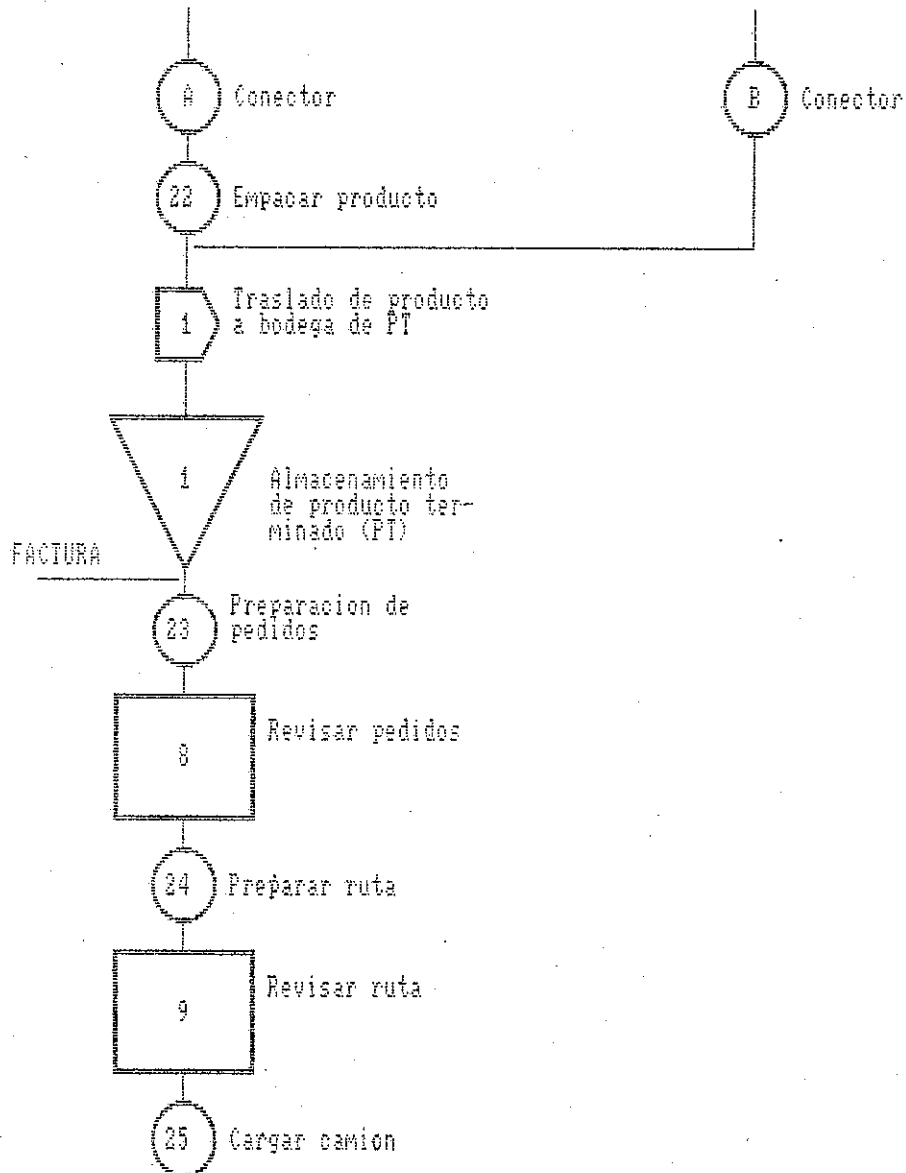 A Conector
B Conector
22 Empacar producto
Traslado de producto
1 a bodega de PT
1
Almacenamiento
de producto ter-
minado (PT)
FACTURA
Preparacion de
23 pedidos
Revisar pedidos
8
24 Preparar ruta
Revisar ruta
9
25 Cargar camion